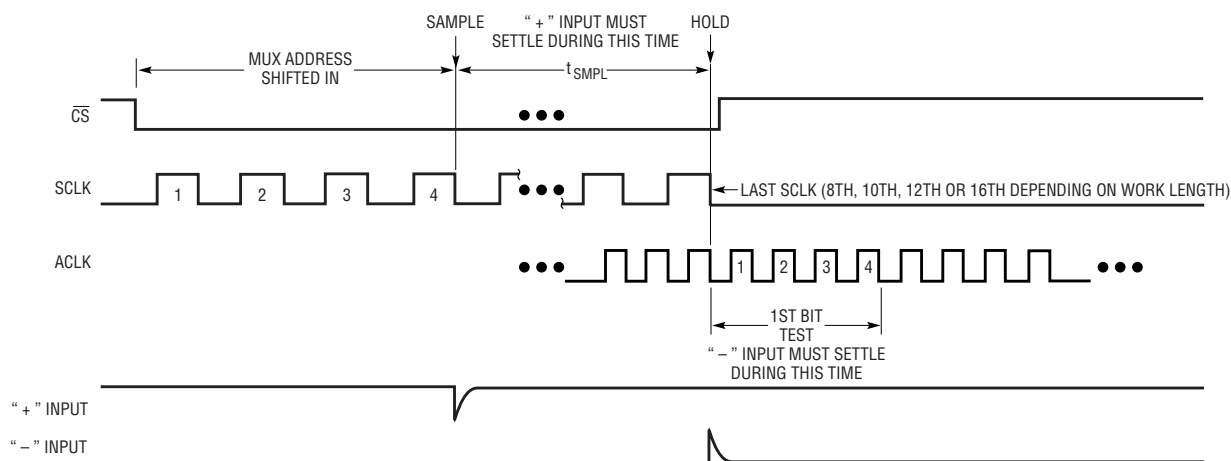 SAMPLE
“ + ” INPUT MUST
SETTLE DURING THIS TIME
HOLD
MUX ADDRESS
SHIFTED IN
tSMPL
CS
SCLK
1 2 3 4
LAST SCLK (8TH, 10TH, 12TH OR 16TH DEPENDING ON WORK LENGTH)
ACLK
1 2 3 4
1ST BIT
TEST
“ – ” INPUT MUST SETTLE
DURING THIS TIME
“ + ” INPUT
“ – ” INPUT